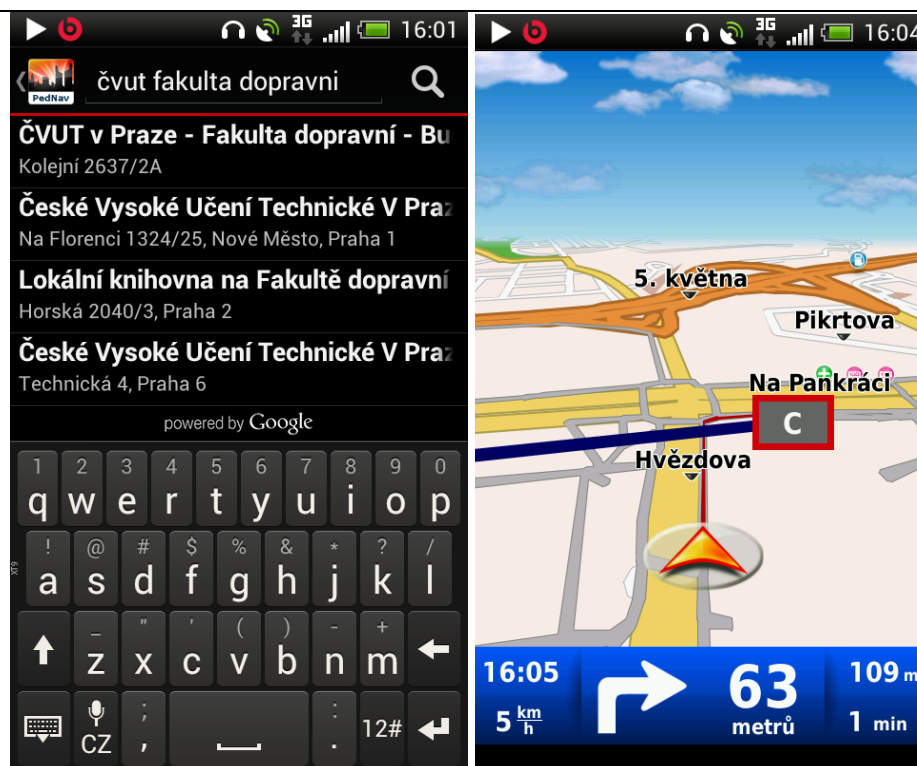 16:01
PedNav
čvut fakulta dopravni
ČVUT v Praze - Fakulta dopravní - Bu
Kolejní 2637/2A
České Vysoké Učení Technické V Praz
Na Florenci 1324/25, Nové Město, Praha 1
Lokální knihovna na Fakultě dopravní
Horská 2040/3, Praha 2
České Vysoké Učení Technické V Praz
Technická 4, Praha 6
powered by Google
1 2 3 4 5 6 7 8 9 0
q w e r t y u i o p
! @ # $ % & * ? /
a s d f g h j k l
XT9
_ " ' ( ) - +
z x c v b n m
CZ ; , : . 12#
3G
16:04
3G
5. května
Pikrtova
Na Pankráci
C
Hvězdova
16:05
5 km/h
63
metrů
109 m
1 min